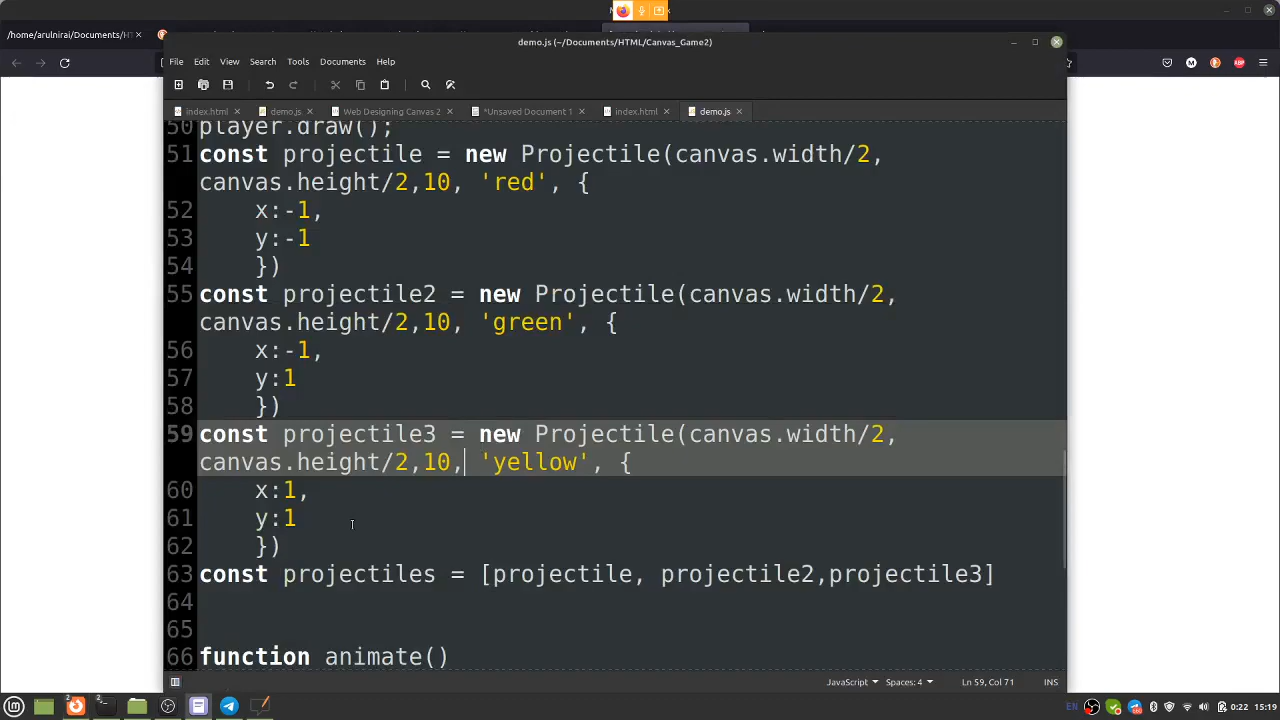 /home/arulnirai/Documents/HT
demo.js (~/Documents/HTML/Canvas_Game2)
File Edit View Search Tools Documents Help
index.html demo.js Web Designing Canvas 2 *Unsaved Document 1 index.html demo.js
50 player.draw();
51 const projectile = new Projectile(canvas.width/2,
canvas.height/2,10, 'red', {
52 x:-1,
53 y:-1
54 })
55 const projectile2 = new Projectile(canvas.width/2,
canvas.height/2,10, 'green', {
56 x:-1,
57 y:1
58 })
59 const projectile3 = new Projectile(canvas.width/2,
canvas.height/2,10, 'yellow', {
60 x:1,
61 y:1
62 })
63 const projectiles = [projectile, projectile2,projectile3]
64
65
66 function animate()
JavaScript Spaces: 4 Ln 59, Col 71 INS
EN 0:22 15:19